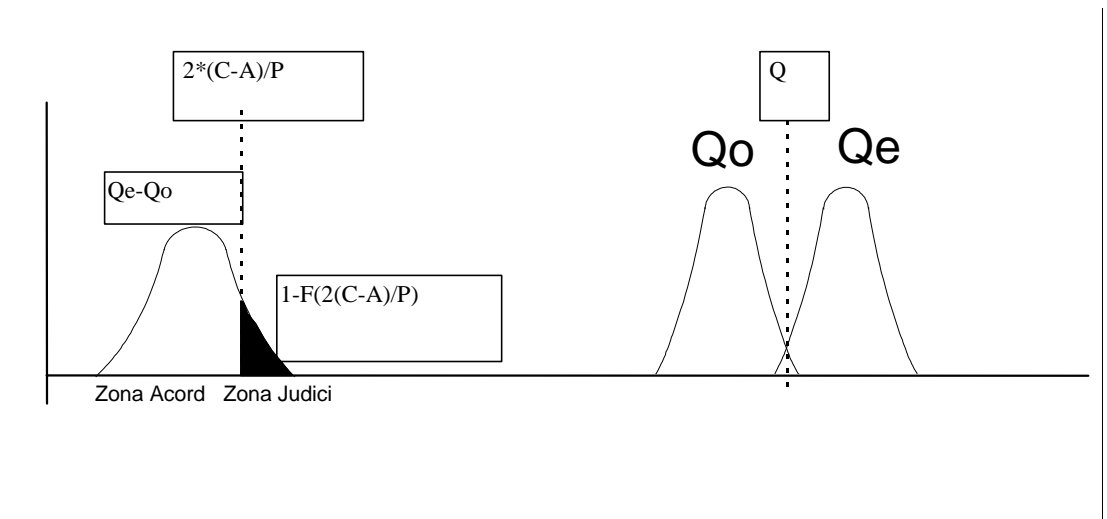 2*(C-A)/P
Q
Qo
Qe
Qe-Qo
1-F(2(C-A)/P)
Zona Acord
Zona Judici